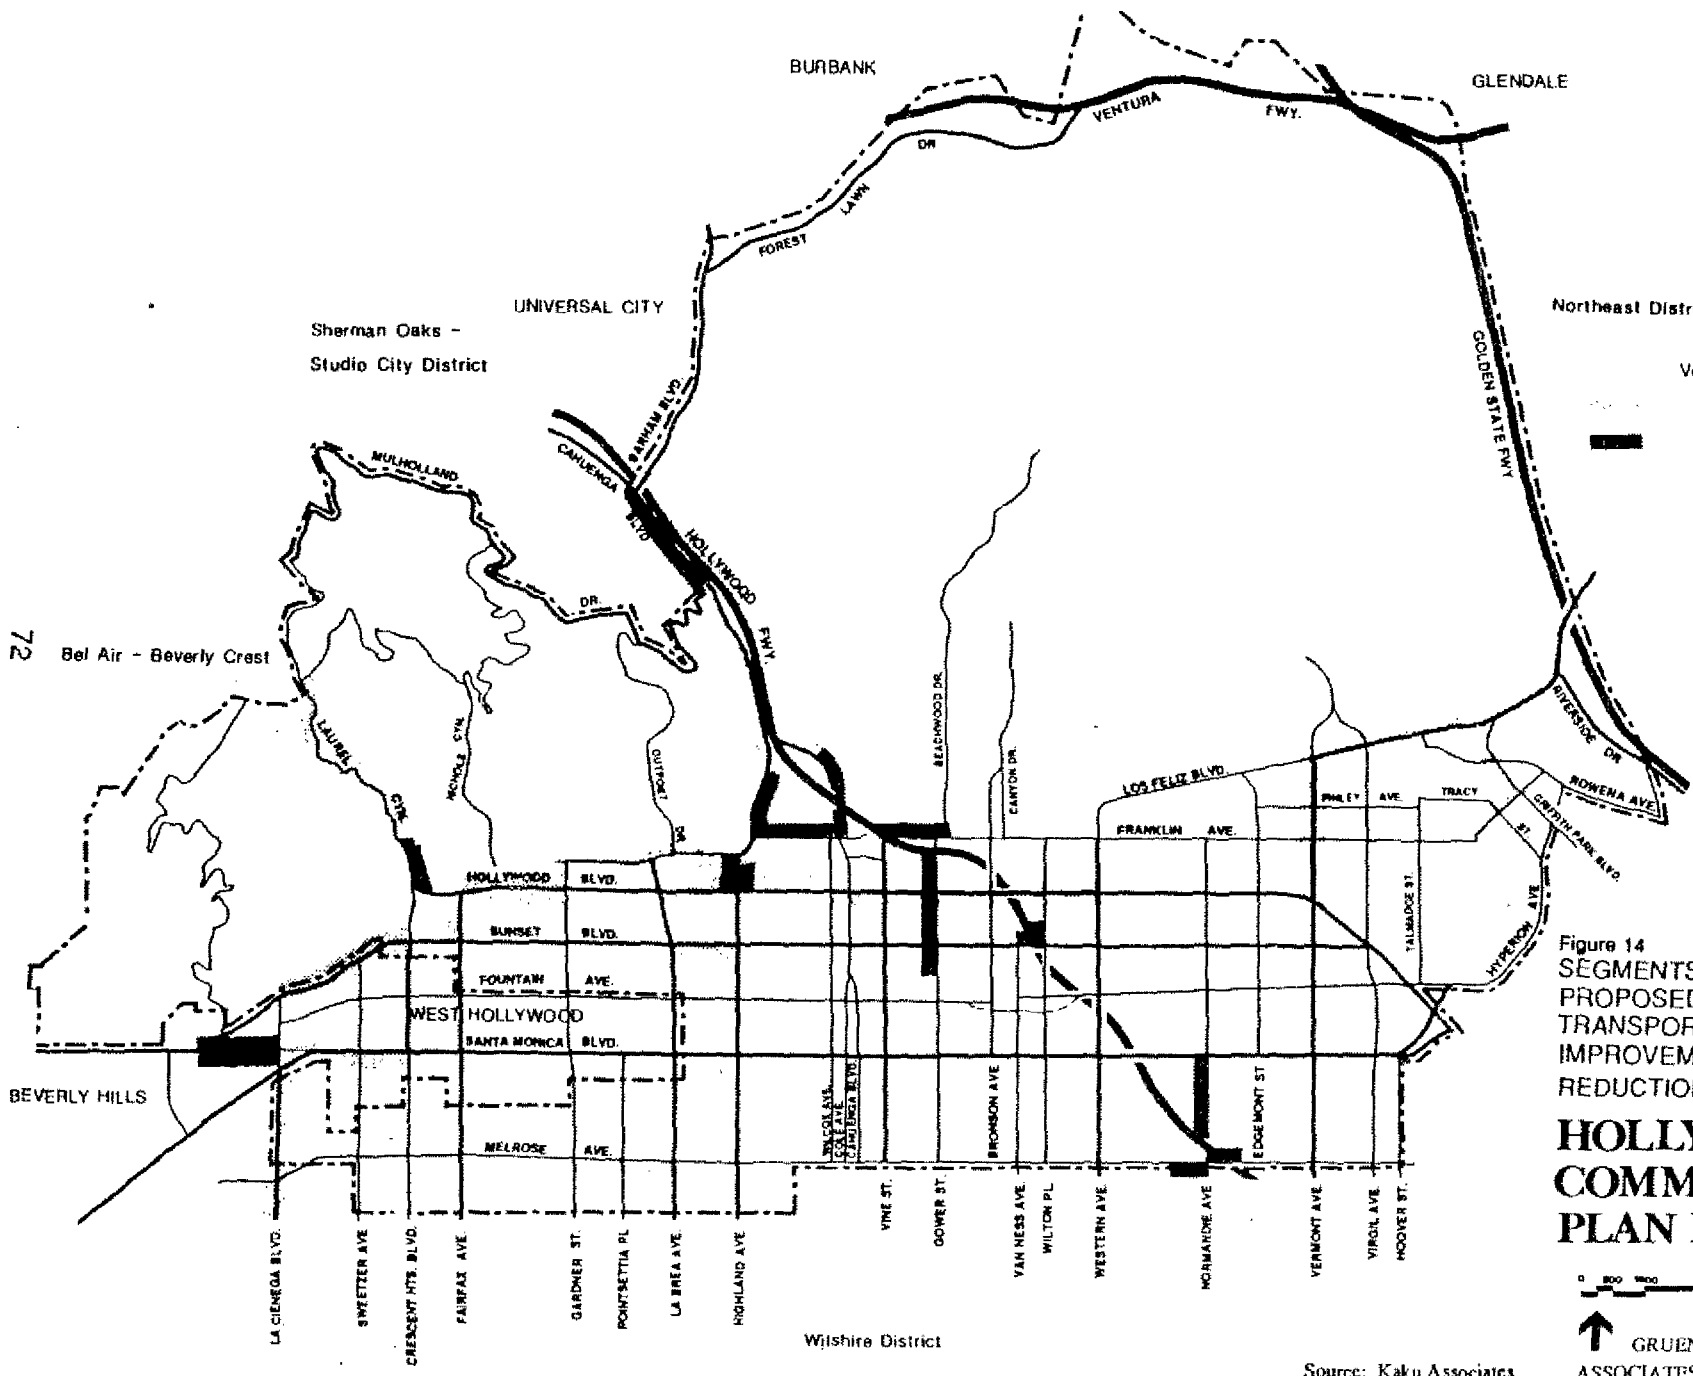 BURBANK
GLENDALE
VENTURA
FWY.
DR
LAWN
FOREST
UNIVERSAL CITY
Northeast Distr
Sherman Oaks -
Studio City District
GOLDEN STATE FWY
BARHAM BLVD.
MULHOLLAND
CAHUENGA
BLVD
HOLLYWOOD
FWY.
DR.
72
Bel Air - Beverly Crest
LAUREL
CYN.
NICHOLS CYN.
OUTPOST
DR.
BEACHWOOD DR.
CANYON DR.
LOS FELIZ BLVD.
RIVERSIDE DR
ROWENA AVE.
AVE.
TRACY
ST.
GRIFFITH PARK BLVD.
FRANKLIN AVE.
HOLLYWOOD BLVD.
TALMADGE ST.
HYPERION AVE
SUNSET BLVD.
FOUNTAIN AVE.
WEST HOLLYWOOD
SANTA MONICA BLVD.
BEVERLY HILLS
MELROSE AVE.
WILCOX AVE.
COLE AVE.
CAHUENGA BLVD.
BRONSON AVE
EDGEMONT ST
LA CIENEGA BLVD.
SWEETZER AVE
CRESCENT HTS. BLVD.
FAIRFAX AVE.
GARDNER ST.
POINTSETTIA PL
LA BREA AVE.
HIGHLAND AVE
VINE ST.
GOWER ST.
VAN NESS AVE.
WILTON PL.
WESTERN AVE.
NORMANDIE AVE
VERMONT AVE.
VIRGIL AVE.
HOOVER ST.
Wilshire District
Figure 14
SEGMENTS
PROPOSED
TRANSPOR
IMPROVEM
REDUCTIO
HOLLY
COMM
PLAN
0 800 1600
GRUEN
ASSOCIATES
Source: Kaku Associates